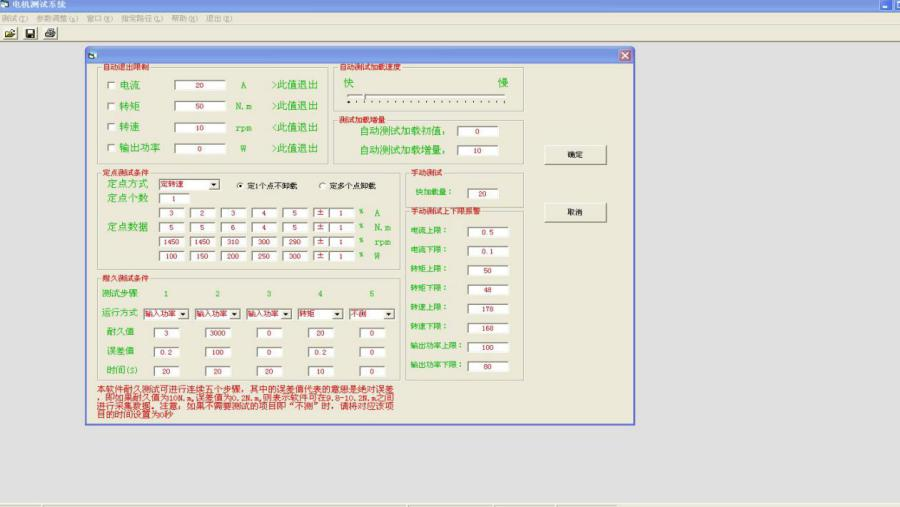 电机测试系统
测试(T) 参数调整(A) 窗口(W) 指定路径(L) 帮助(H) 退出(E)
自动退出限制
电流 20 A >此值退出
转矩 50 N.m >此值退出
转速 10 rpm <此值退出
输出功率 0 W >此值退出
自动测试加载速度
快 慢
测试加载增量
自动测试加载初值: 0
自动测试加载增量: 10
确定
取消
定点测试条件
定点方式 定转速 定1个点不卸载 定多个点卸载
定点个数 1
定点数据
3 2 3 4 5 ± 1 % A
5 5 6 4 5 ± 1 % N.m
1450 1450 310 300 290 ± 1 % rpm
100 150 200 250 300 ± 1 % W
手动测试
快加载量: 20
手动测试上下限报警
电流上限: 0.5
电流下限: 0.1
转矩上限: 50
转矩下限: 48
转速上限: 178
转速下限: 168
输出功率上限: 100
输出功率下限: 80
耐久测试条件
测试步骤 1 2 3 4 5
运行方式 输入功率 输入功率 输入功率 转矩 不测
耐久值 3 3000 0 20 0
误差值 0.2 100 0 0.2 0
时间(S) 20 20 20 10 0
本软件耐久测试可进行连续五个步骤,其中的误差值代表的意思是绝对误差
,即如果耐久值为10N.m,误差值为0.2N.m,则表示软件可在9.8-10.2N.m之间
进行采集数据。注意:如果不需要测试的项目即“不测”时,请将对应该项
目的时间设置为0秒